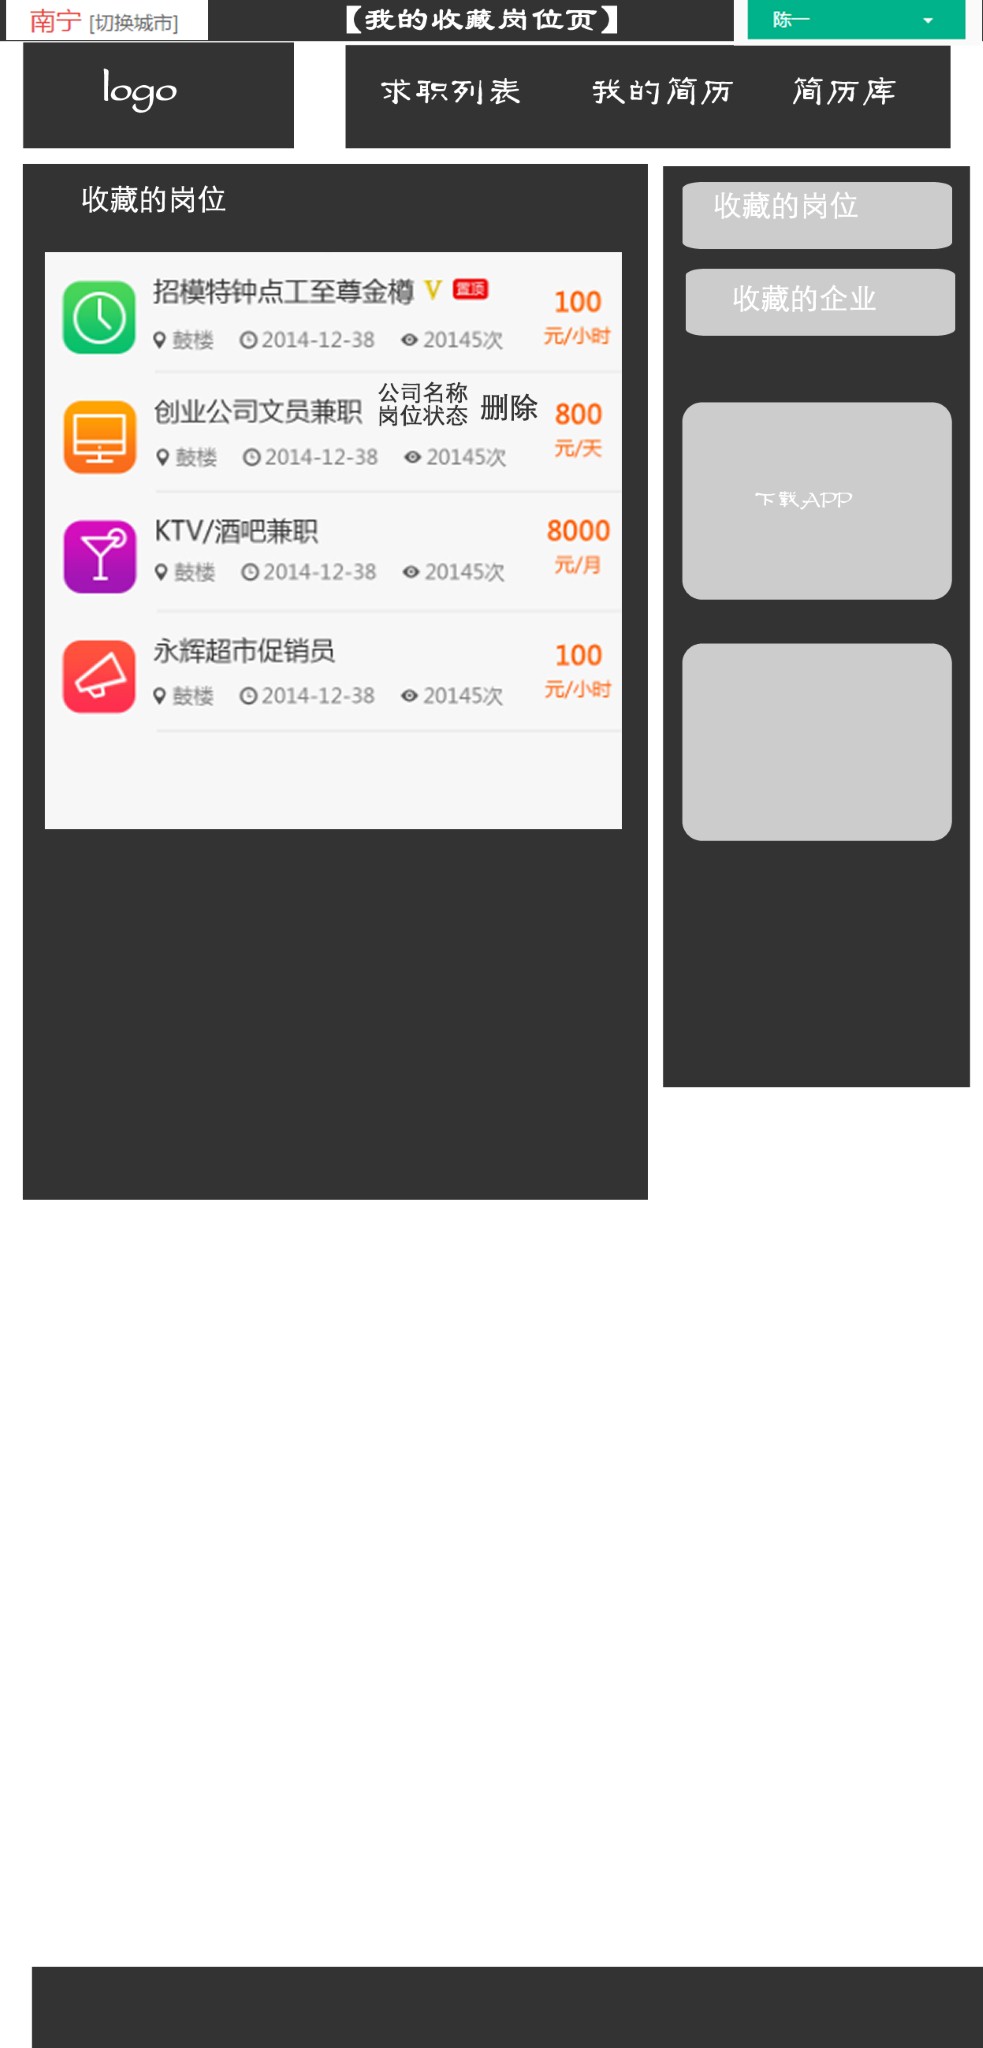 南宁 [切换城市]
【我的收藏岗位页】
陈一
logo
求职列表 我的简历 简历库
收藏的岗位
招模特钟点工至尊金樽 V 置顶
100
元/小时
鼓楼 2014-12-38 20145次
创业公司文员兼职
公司名称
岗位状态
删除
800
元/天
鼓楼 2014-12-38 20145次
KTV/酒吧兼职
8000
元/月
鼓楼 2014-12-38 20145次
永辉超市促销员
100
元/小时
鼓楼 2014-12-38 20145次
收藏的岗位
收藏的企业
下载APP